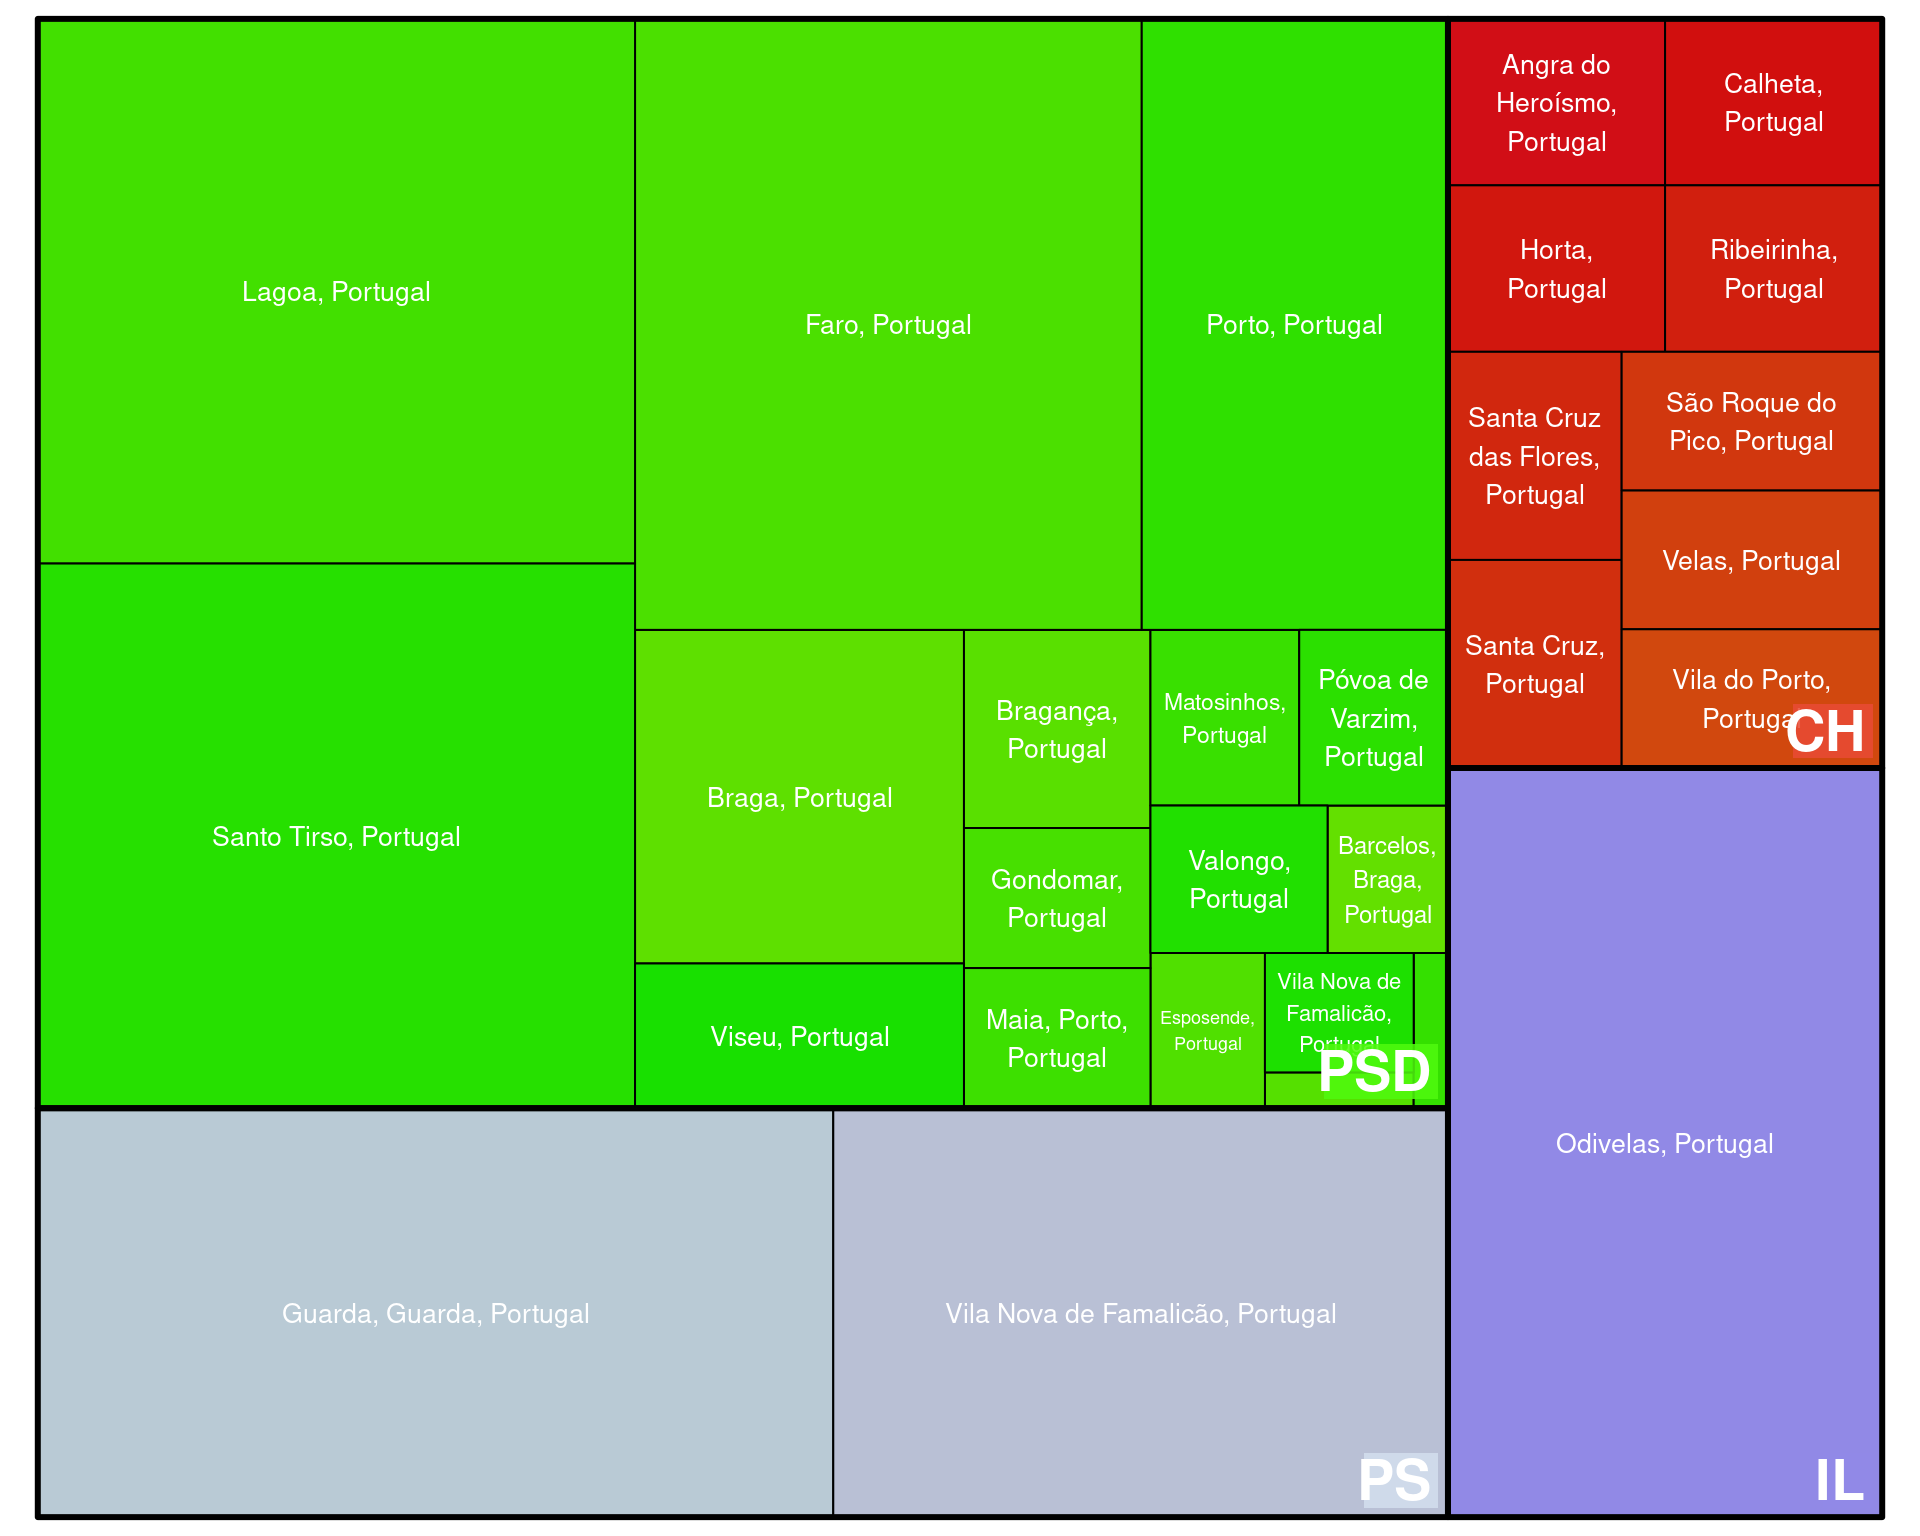 Lagoa, Portugal
Faro, Portugal
Porto, Portugal
Santo Tirso, Portugal
Braga, Portugal
Viseu, Portugal
Bragança,
Portugal
Gondomar,
Portugal
Maia, Porto,
Portugal
Matosinhos,
Portugal
Póvoa de
Varzim,
Portugal
Valongo,
Portugal
Barcelos,
Braga,
Portugal
Esposende,
Portugal
Vila Nova de
Famalicão,
Portugal
PSD
Angra do
Heroísmo,
Portugal
Calheta,
Portugal
Horta,
Portugal
Ribeirinha,
Portugal
Santa Cruz
das Flores,
Portugal
São Roque do
Pico, Portugal
Velas, Portugal
Santa Cruz,
Portugal
Vila do Porto,
Portugal
CH
Guarda, Guarda, Portugal
Vila Nova de Famalicão, Portugal
PS
Odivelas, Portugal
IL